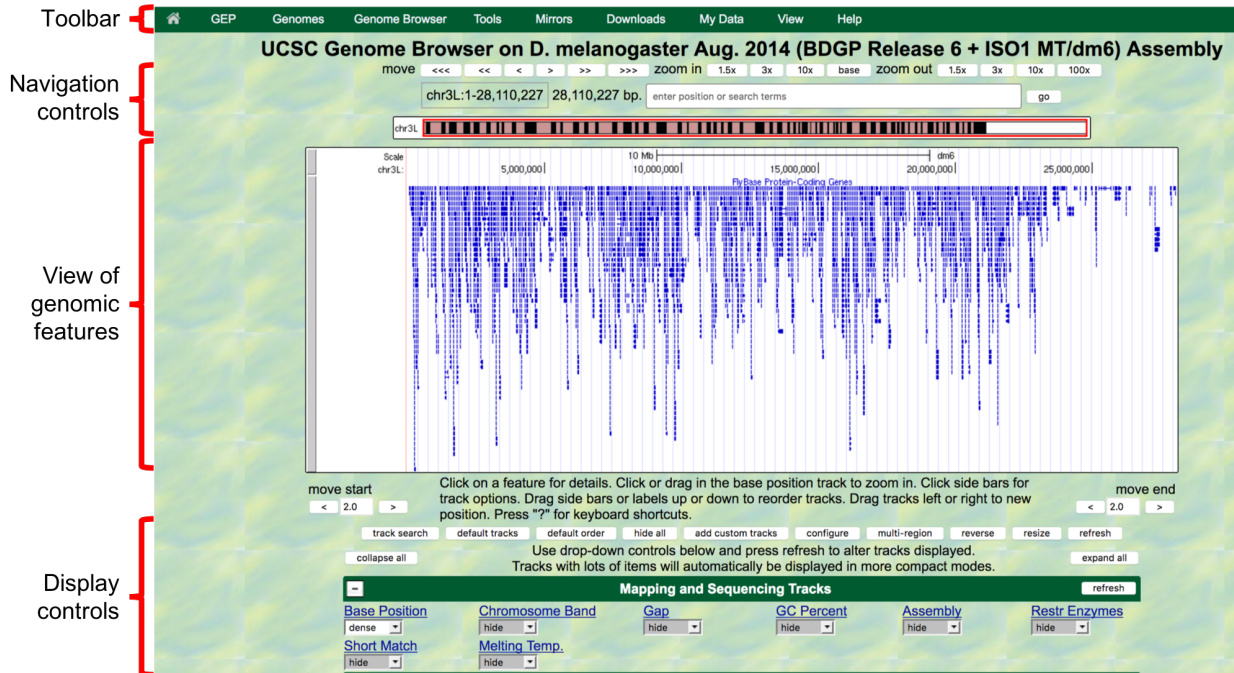 Toolbar
GEP Genomes Genome Browser Tools Mirrors Downloads My Data View Help
UCSC Genome Browser on D. melanogaster Aug. 2014 (BDGP Release 6 + ISO1 MT/dm6) Assembly
Navigation
controls
move <<< << < > >> >>> zoom in 1.5x 3x 10x base zoom out 1.5x 3x 10x 100x
chr3L:1-28,110,227 28,110,227 bp. enter position or search terms go
chr3L
View of
genomic
features
Scale 10 Mb dm6
chr3L: 5,000,000 10,000,000 15,000,000 20,000,000 25,000,000
FlyBase Protein-Coding Genes
move start
< 2.0 >
Click on a feature for details. Click or drag in the base position track to zoom in. Click side bars for
track options. Drag side bars or labels up or down to reorder tracks. Drag tracks left or right to new
position. Press "?" for keyboard shortcuts.
move end
< 2.0 >
Display
controls
track search default tracks default order hide all add custom tracks configure multi-region reverse resize refresh
collapse all
Use drop-down controls below and press refresh to alter tracks displayed.
Tracks with lots of items will automatically be displayed in more compact modes.
expand all
- Mapping and Sequencing Tracks refresh
Base Position Chromosome Band Gap GC Percent Assembly Restr Enzymes
dense hide hide hide hide hide
Short Match Melting Temp.
hide hide